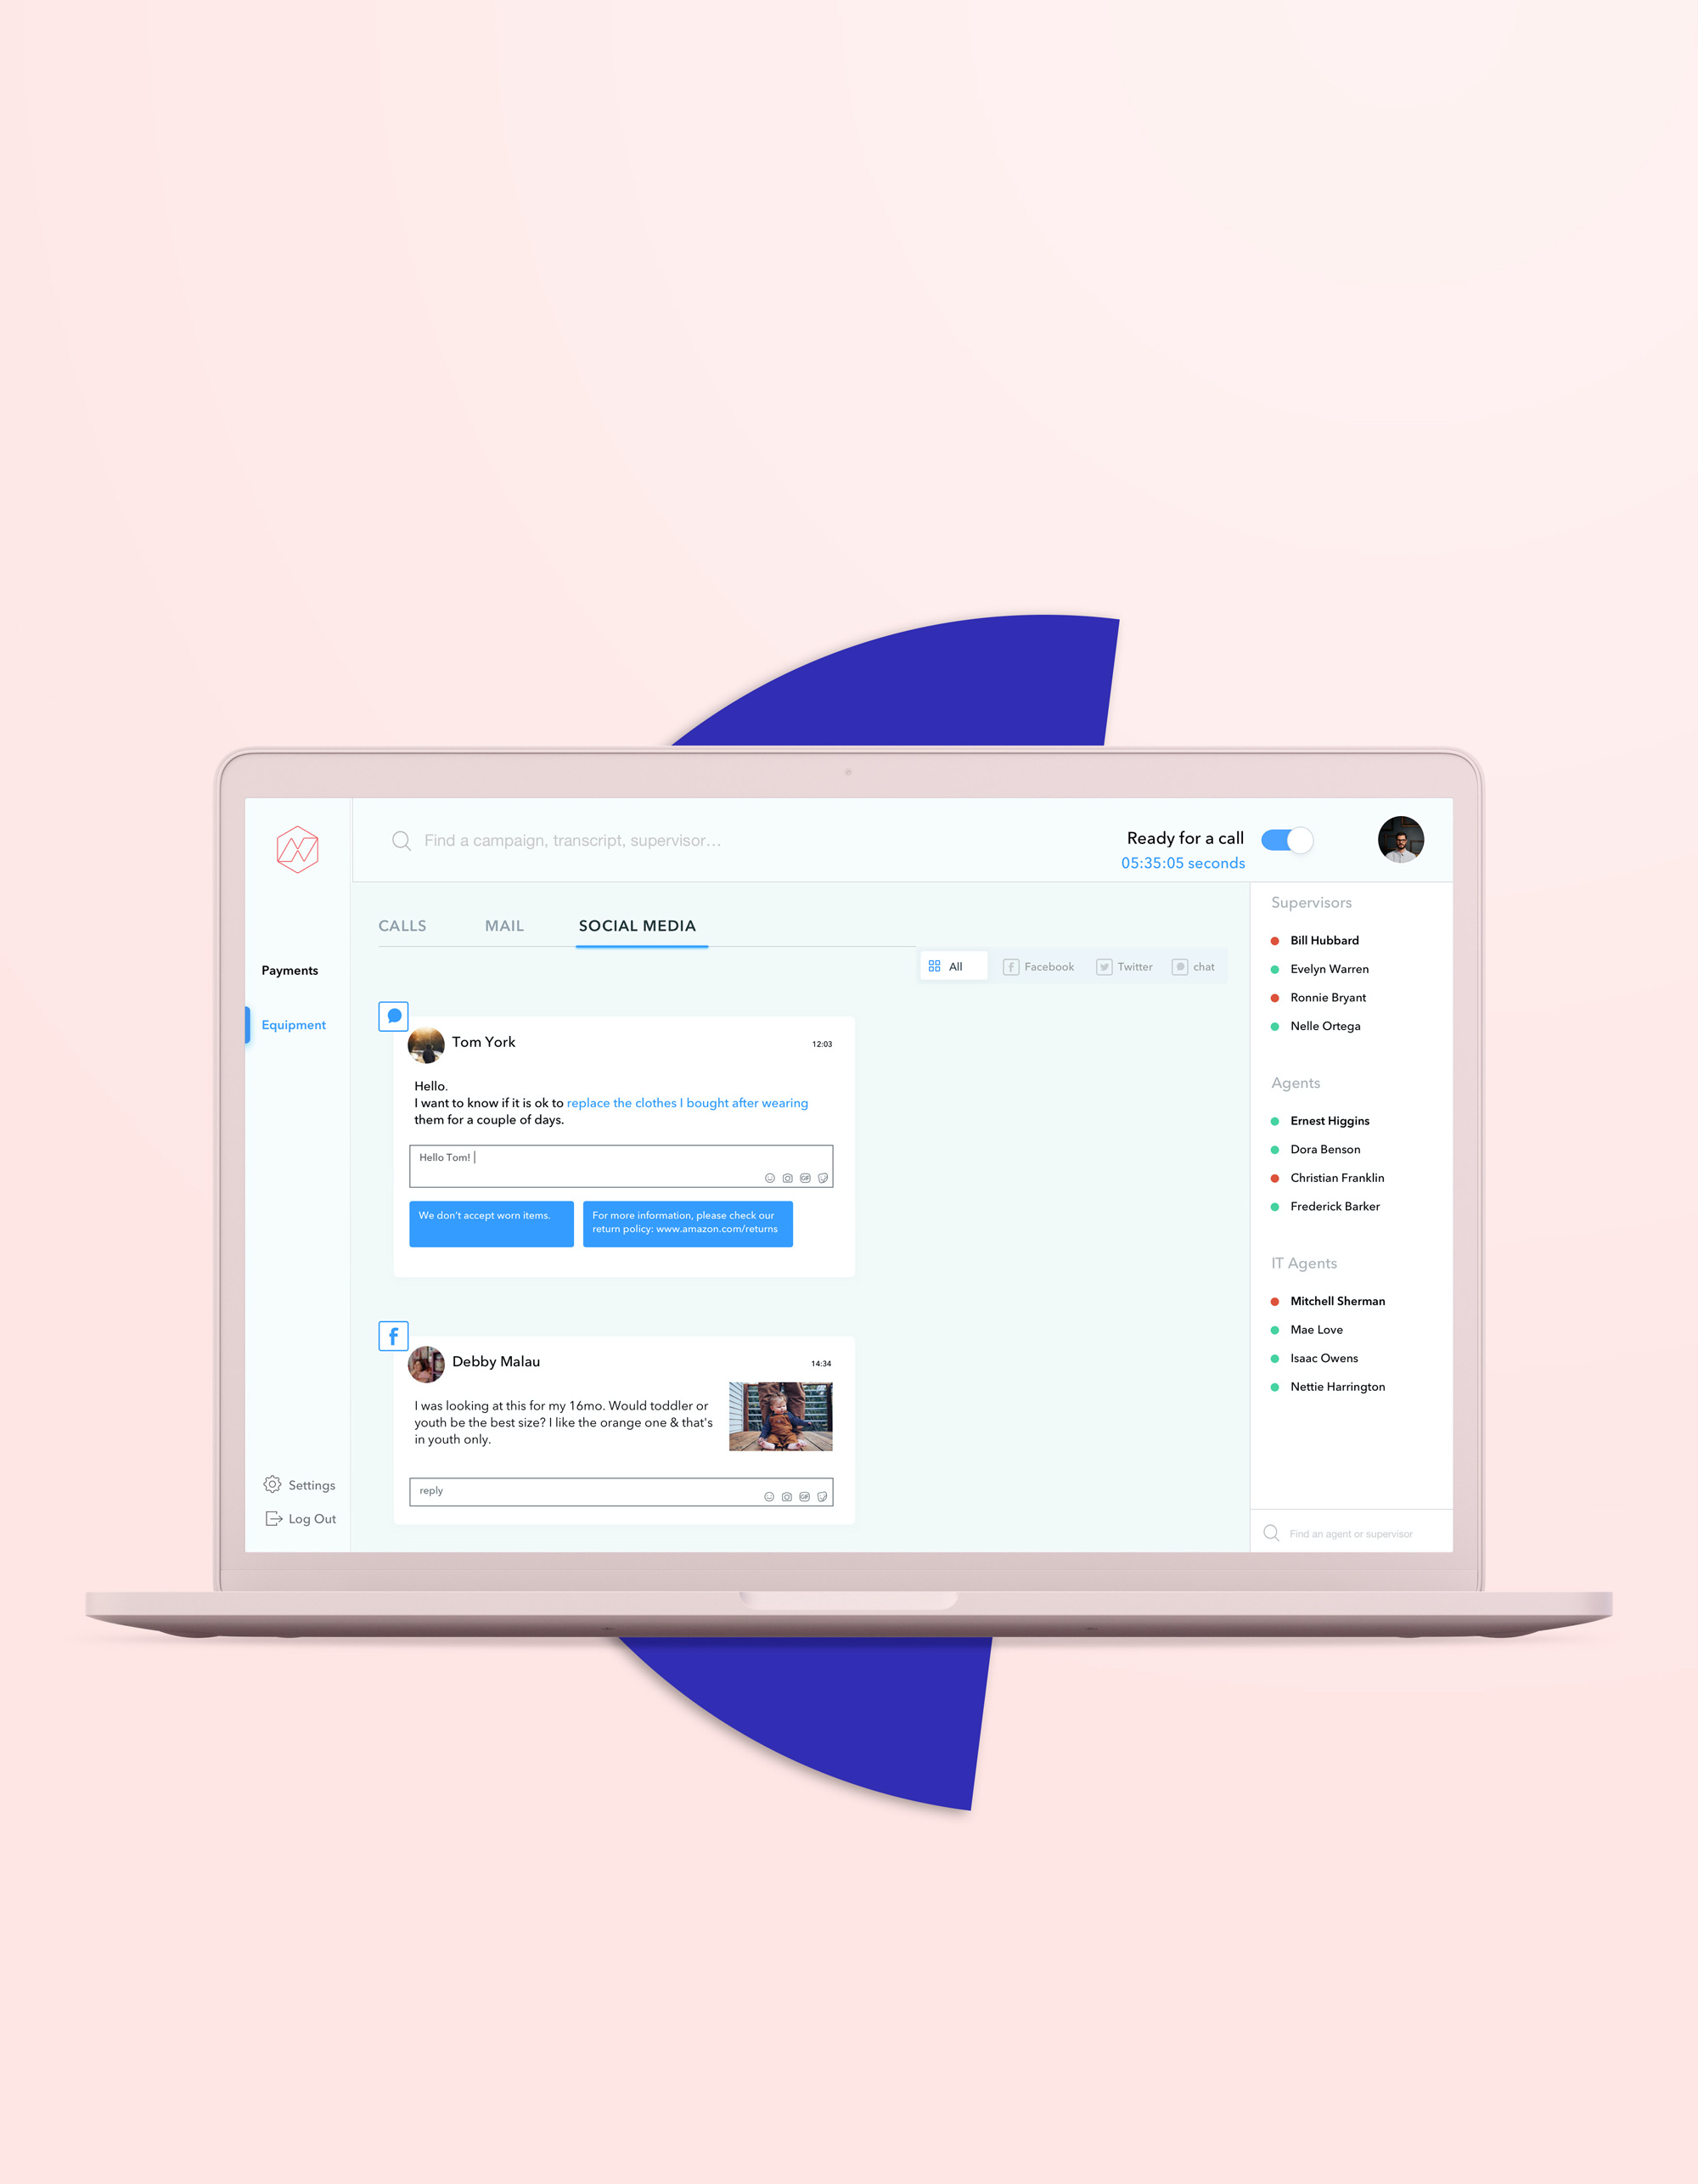 Find a campaign, transcript, supervisor...
Ready for a call
05:35:05 seconds
Payments
Equipment
Settings
Log Out
CALLS
MAIL
SOCIAL MEDIA
All
Facebook
Twitter
chat
Tom York
12:03
Hello.
I want to know if it is ok to replace the clothes I bought after wearing
them for a couple of days.
Hello Tom!
GIF
We don't accept worn items.
For more information, please check our
return policy: www.amazon.com/returns
Debby Malau
14:34
I was looking at this for my 16mo. Would toddler or
youth be the best size? I like the orange one & that's
in youth only.
reply
GIF
Supervisors
Bill Hubbard
Evelyn Warren
Ronnie Bryant
Nelle Ortega
Agents
Ernest Higgins
Dora Benson
Christian Franklin
Frederick Barker
IT Agents
Mitchell Sherman
Mae Love
Isaac Owens
Nettie Harrington
Find an agent or supervisor